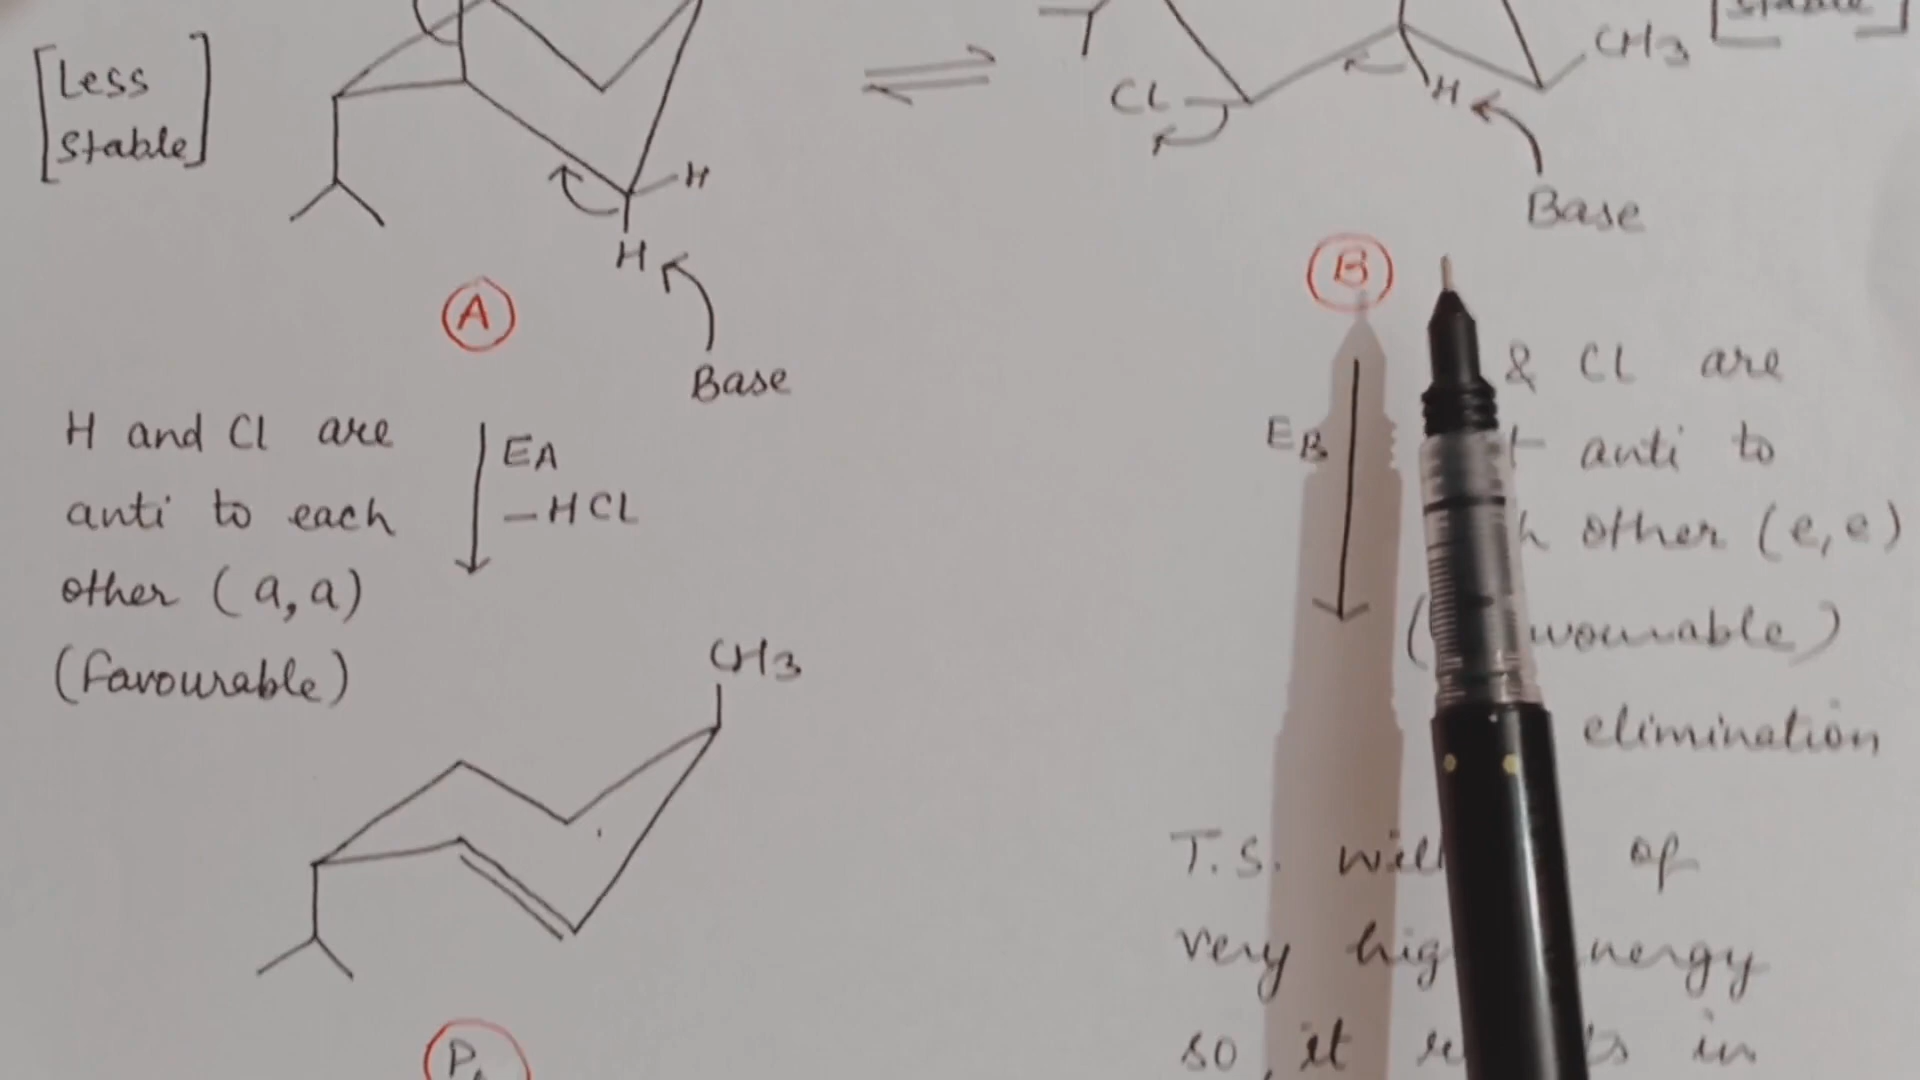 [Less
Stable]
H
H
Base
A
H and Cl are
anti to each
other (a,a)
(favourable)
EA
-HCl
CH3
CH3
Cl
H
Base
B
EB
& Cl are
anti to
other (e,e)
elimination
T.S. will of
very
so, it in